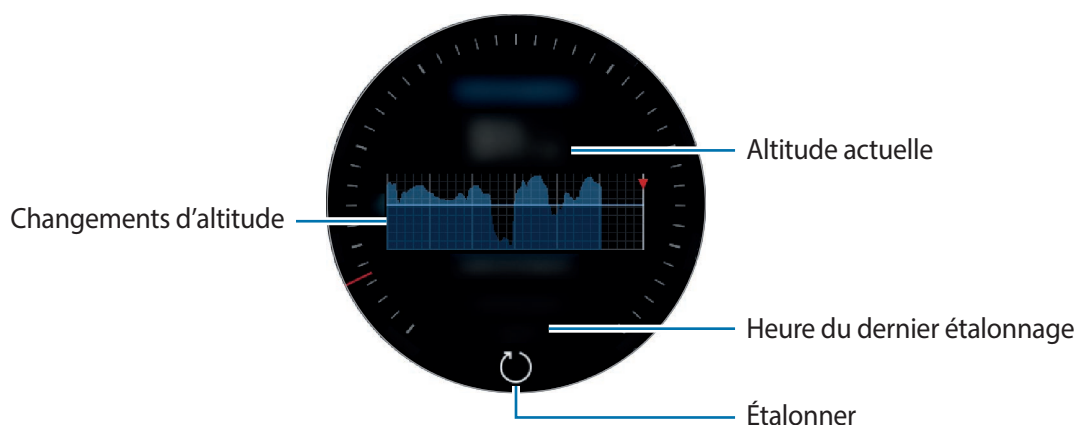 Altitude actuelle
Changements d'altitude
Heure du dernier étalonnage
Étalonner